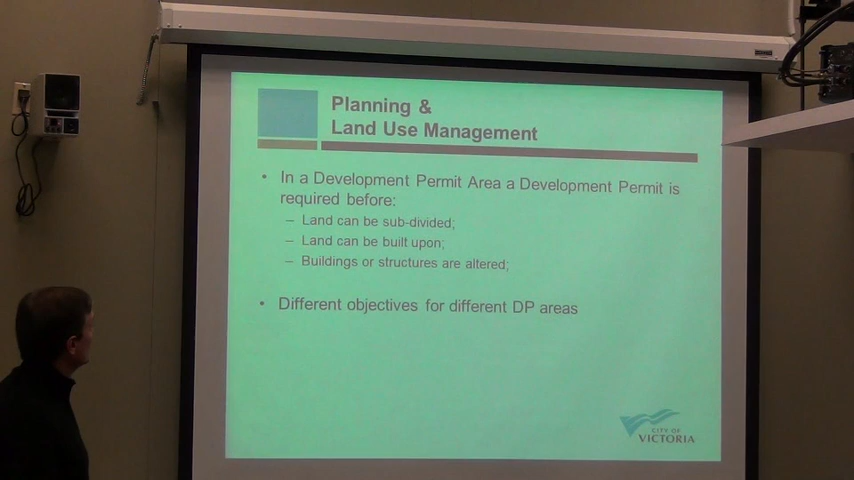 Planning &
Land Use Management
• In a Development Permit Area a Development Permit is
required before:
– Land can be sub-divided;
– Land can be built upon;
– Buildings or structures are altered;
• Different objectives for different DP areas
CITY OF
VICTORIA